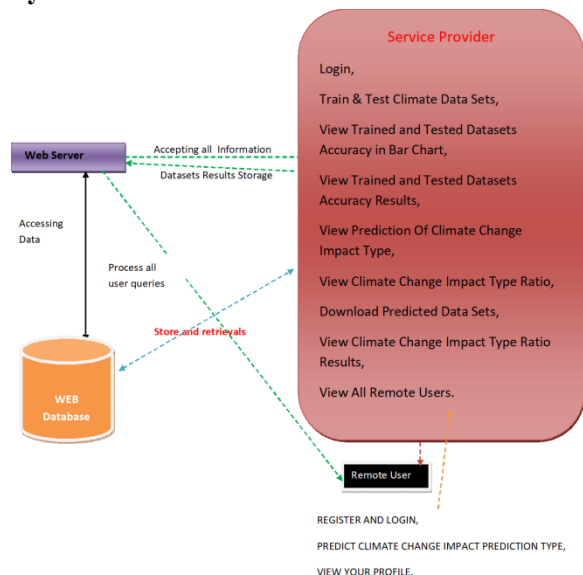 Service Provider
Login,
Train & Test Climate Data Sets,
View Trained and Tested Datasets
Accuracy in Bar Chart,
View Trained and Tested Datasets
Accuracy Results,
View Prediction Of Climate Change
Impact Type,
View Climate Change Impact Type Ratio,
Download Predicted Data Sets,
View Climate Change Impact Type Ratio
Results,
View All Remote Users.
Web Server
Accepting all Information
Datasets Results Storage
Accessing
Data
Process all
user queries
Store and retrievals
WEB
Database
Remote User
REGISTER AND LOGIN,
PREDICT CLIMATE CHANGE IMPACT PREDICTION TYPE,
VIEW YOUR PROFILE.